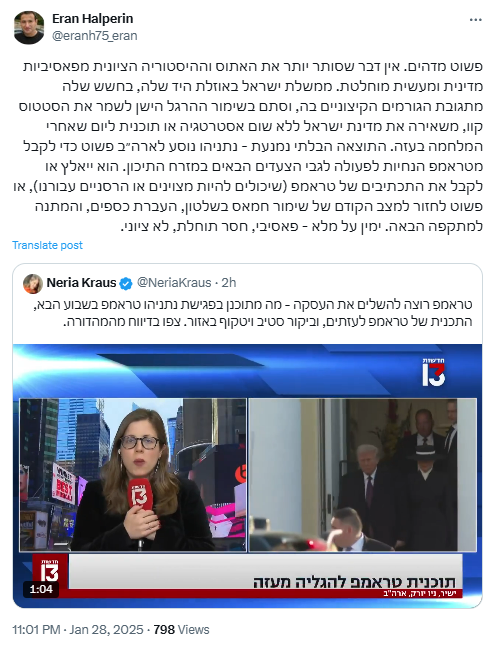 Eran Halperin
@eranh75_eran
פשוט מדהים. אין דבר שסותר יותר את האתוס וההיסטוריה הציונית מפאסיביות
מדינית ומעשית מוחלטת. ממשלת ישראל באוזלת היד שלה, בחשש שלה
מתגובת הגורמים הקיצוניים בה, וסתם בשימור ההרגל הישן לשמר את הסטטוס
קוו, משאירה את מדינת ישראל ללא שום אסטרטגיה או תוכנית ליום שאחרי
המלחמה בעזה. התוצאה הבלתי נמנעת - נתניהו נוסע לארה״ב פשוט כדי לקבל
מטראמפ הנחיות לפעולה לגבי הצעדים הבאים במזרח התיכון. הוא ייאלץ או
לקבל את התכתיבים של טראמפ (שיכולים להיות מצוינים או הרסניים עבורנו), או
פשוט לחזור למצב הקודם של שימור חמאס בשלטון, העברת כספים, והמתנה
למתקפה הבאה. ימין על מלא - פאסיבי, חסר תוחלת, לא ציוני.
Translate post
Neria Kraus @NeriaKraus · 2h
טראמפ רוצה להשלים את העסקה - מה מתוכנן בפגישת נתניהו טראמפ בשבוע הבא,
התכנית של טראמפ לעזתים, וביקור סטיב ויטקוף באזור. צפו בדיווח מהמהדורה.
חדשות
13
13
חדשות
13
תוכנית טראמפ להגליה מעזה
ישיר, ניו יורק, ארה"ב
1:04
11:01 PM · Jan 28, 2025 · 798 Views